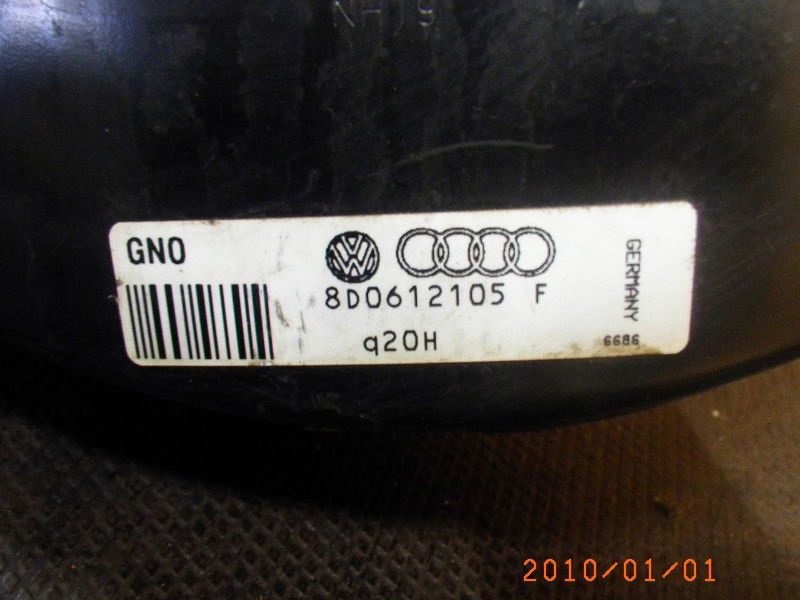 GNO
8D0612105 F
q20H
GERMANY
6686
2010/01/01